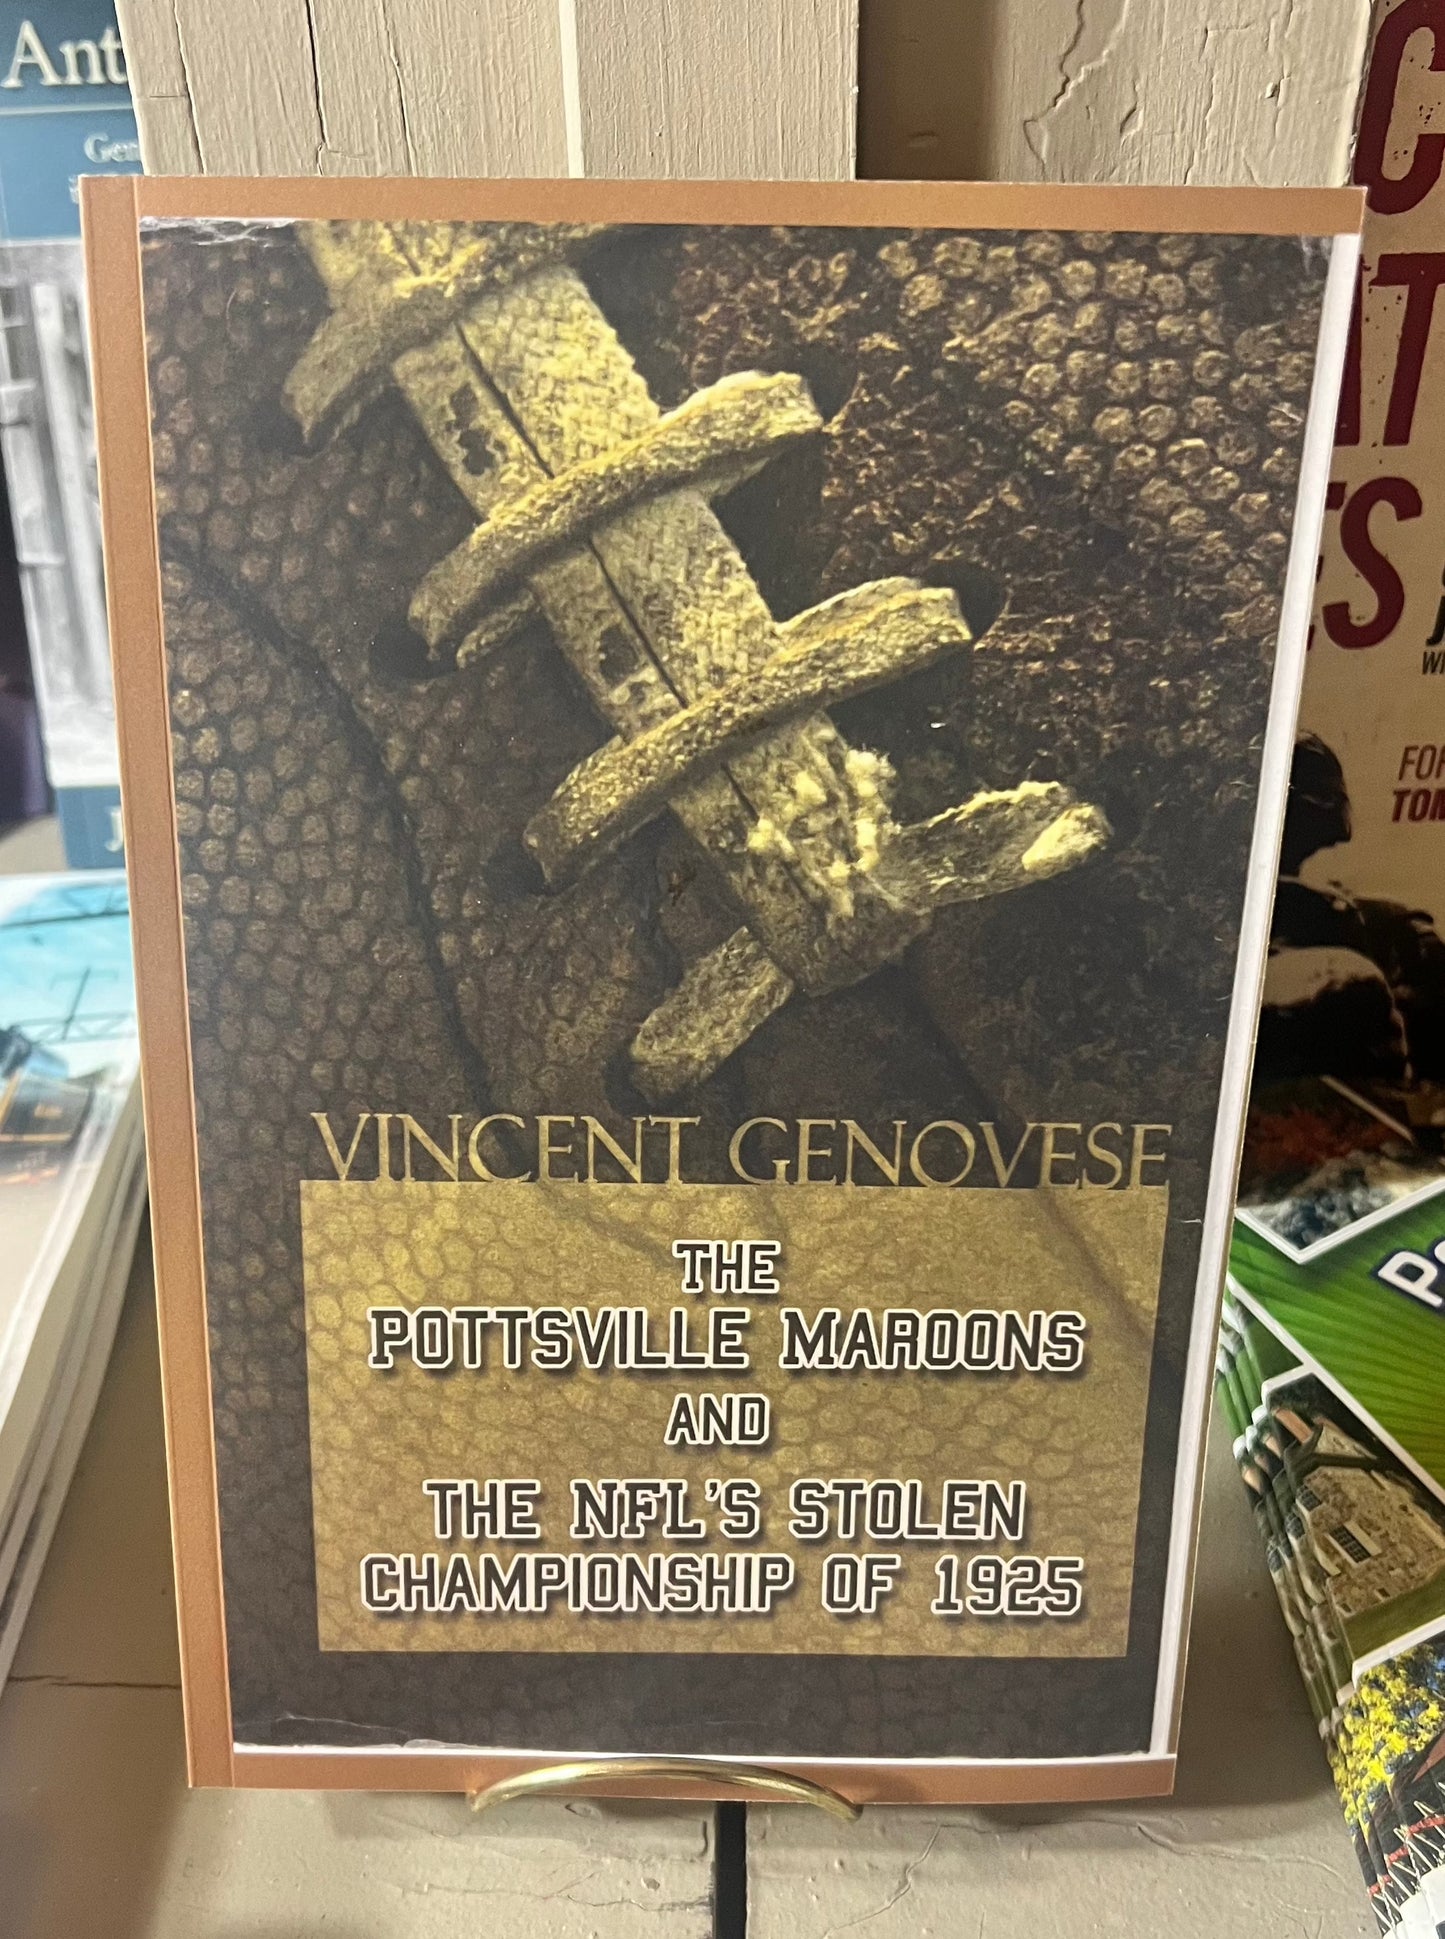 VINCENT GENOVESE
THE
POTTSVILLE MAROONS
AND
THE NFL'S STOLEN
CHAMPIONSHIP OF 1925